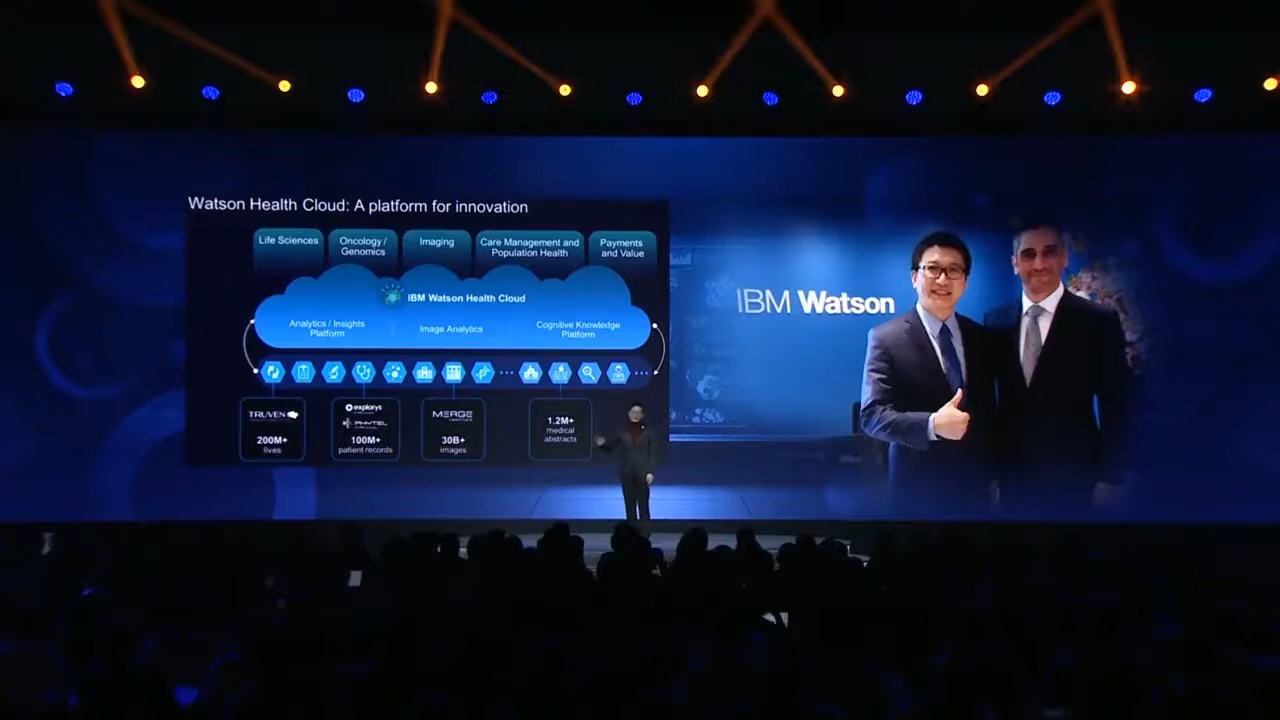 Watson Health Cloud: A platform for innovation
Life Sciences
Oncology /
Genomics
Imaging
Care Management and
Population Health
Payments
and Value
IBM Watson Health Cloud
Analytics / Insights
Platform
Image Analytics
Cognitive Knowledge
Platform
TRUVEN
200M+
lives
explorys
PHYTEL
100M+
patient records
MERGE
30B+
images
1.2M+
medical
abstracts
IBM Watson